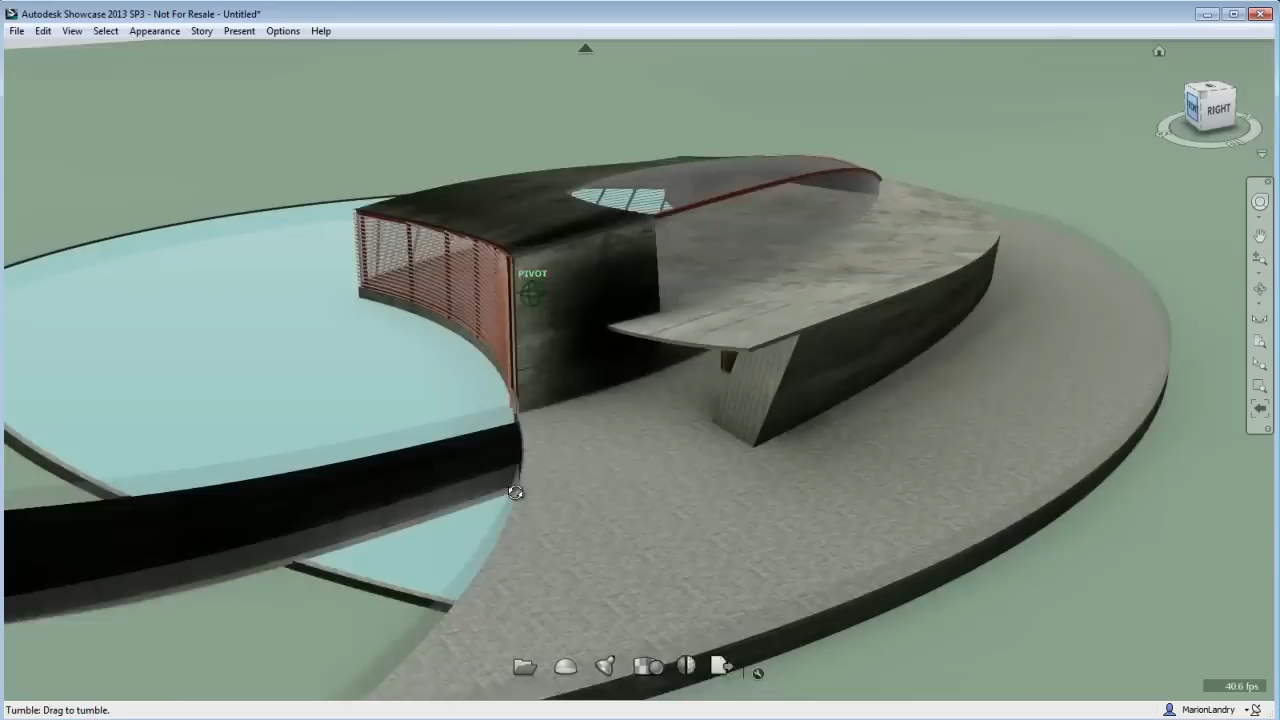 Autodesk Showcase 2013 SP3 - Not For Resale - Untitled*
File Edit View Select Appearance Story Present Options Help
RIGHT
PIVOT
40.6 fps
Tumble: Drag to tumble.
MarionLandry